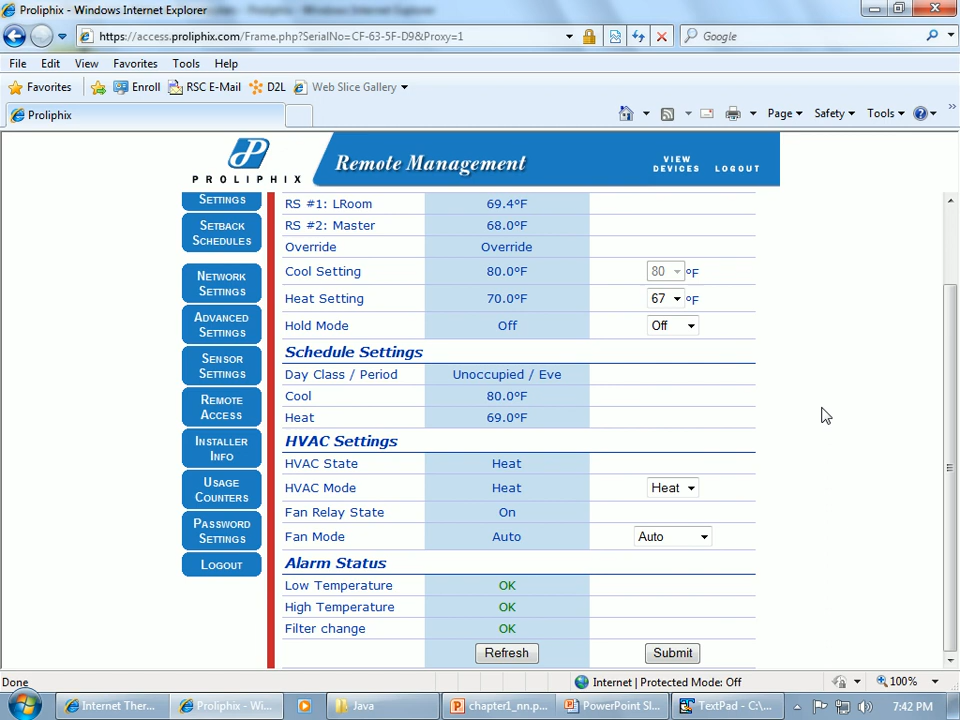 Proliphix - Windows Internet Explorer
https://access.proliphix.com/Frame.php?SerialNo=CF-63-5F-D9&Proxy=1
Google
File Edit View Favorites Tools Help
Favorites Enroll RSC E-Mail D2L Web Slice Gallery
Proliphix
Page Safety Tools
PROLIPHIX
Remote Management
VIEW DEVICES LOGOUT
SETTINGS
SETBACK SCHEDULES
NETWORK SETTINGS
ADVANCED SETTINGS
SENSOR SETTINGS
REMOTE ACCESS
INSTALLER INFO
USAGE COUNTERS
PASSWORD SETTINGS
LOGOUT
RS #1: LRoom 69.4°F
RS #2: Master 68.0°F
Override Override
Cool Setting 80.0°F 80 °F
Heat Setting 70.0°F 67 °F
Hold Mode Off Off
Schedule Settings
Day Class / Period Unoccupied / Eve
Cool 80.0°F
Heat 69.0°F
HVAC Settings
HVAC State Heat
HVAC Mode Heat Heat
Fan Relay State On
Fan Mode Auto Auto
Alarm Status
Low Temperature OK
High Temperature OK
Filter change OK
Refresh Submit
Done Internet | Protected Mode: Off 100%
Internet Ther... Proliphix - Wi... Java chapter1_nn.p... PowerPoint Sl... TextPad - C:\... 7:42 PM